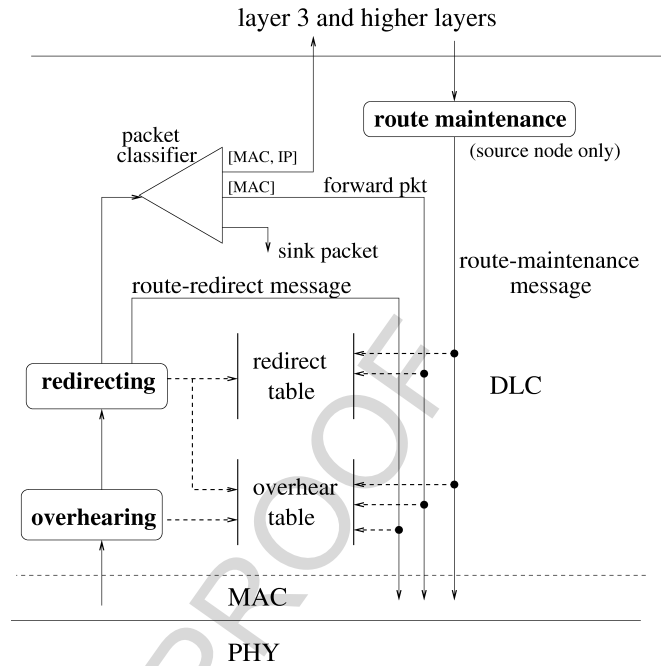 layer 3 and higher layers
route maintenance
(source node only)
packet
classifier
[MAC, IP]
[MAC]
forward pkt
sink packet
route-maintenance
message
route-redirect message
redirect
table
redirecting
DLC
overhear
table
overhearing
MAC
PHY
PROOF